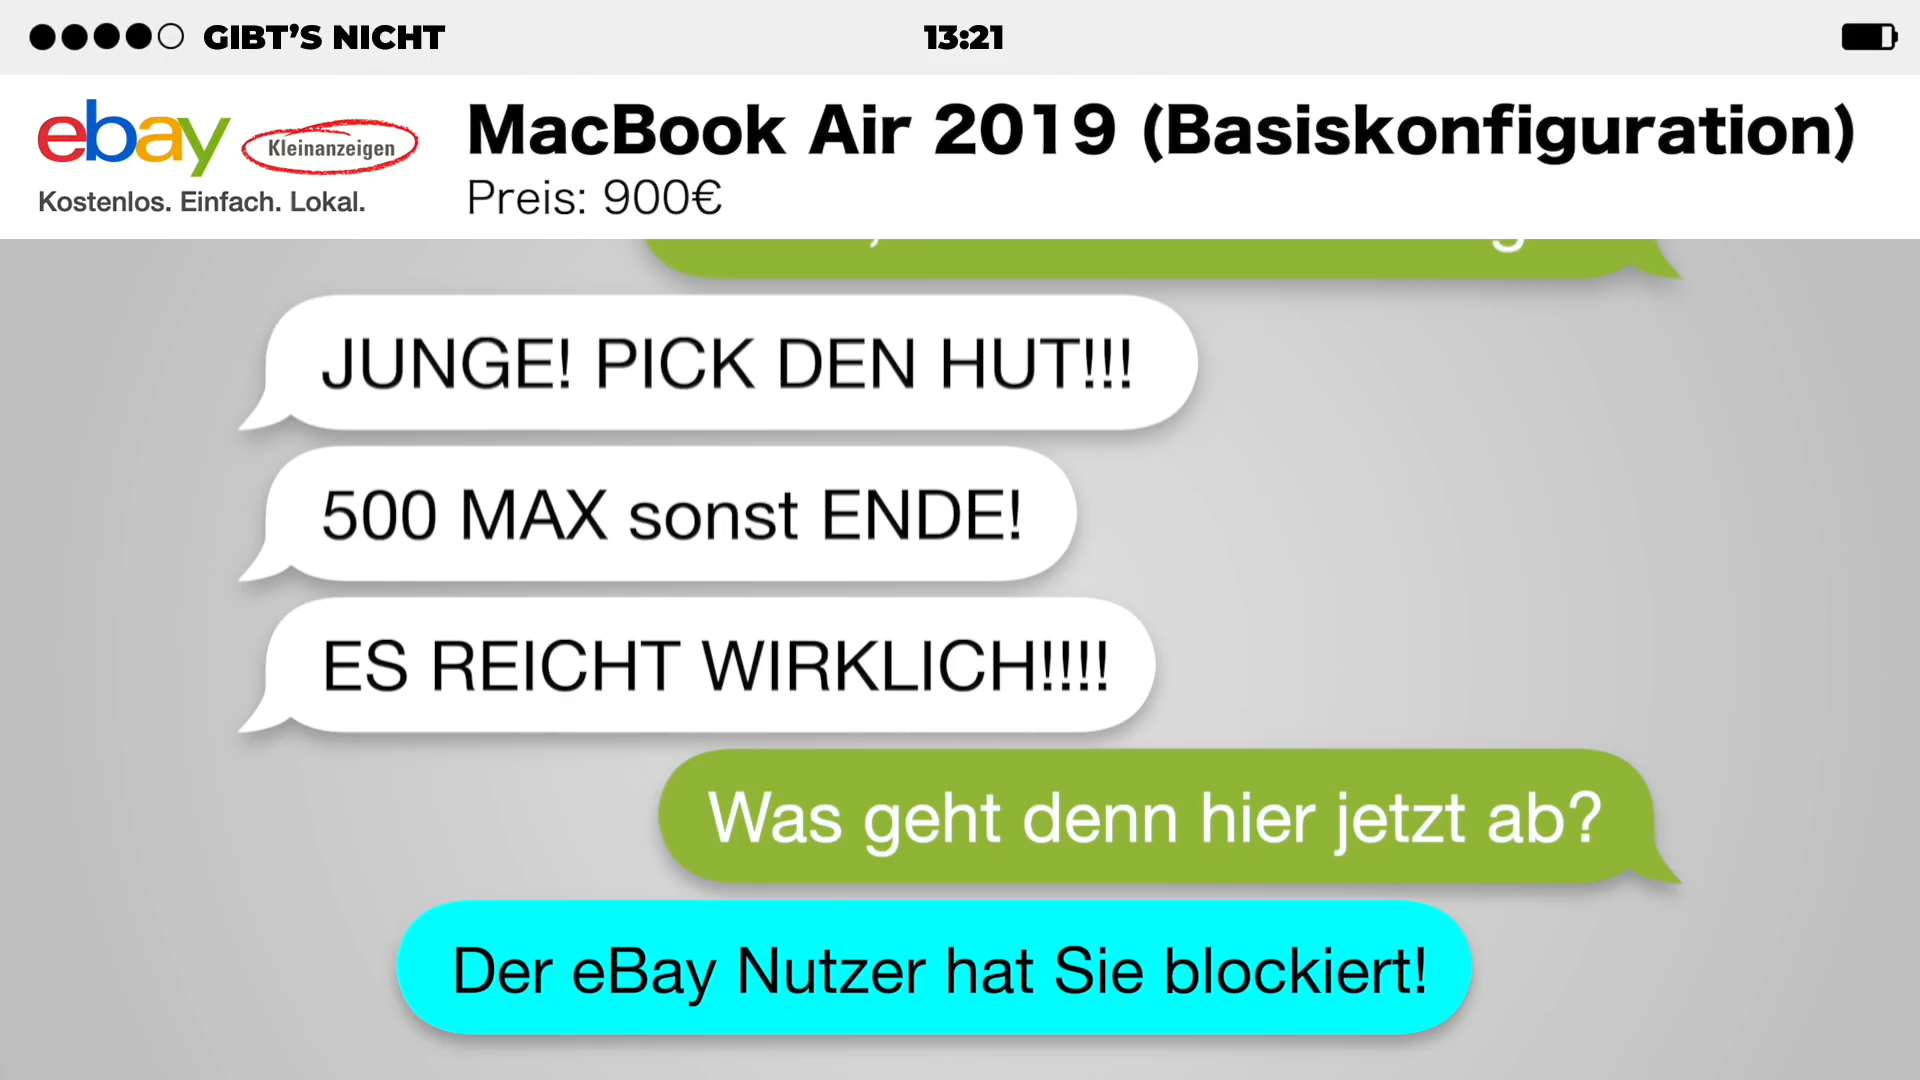 GIBT'S NICHT
13:21
ebay Kleinanzeigen
Kostenlos. Einfach. Lokal.
MacBook Air 2019 (Basiskonfiguration)
Preis: 900€
JUNGE! PICK DEN HUT!!!
500 MAX sonst ENDE!
ES REICHT WIRKLICH!!!!
Was geht denn hier jetzt ab?
Der eBay Nutzer hat Sie blockiert!